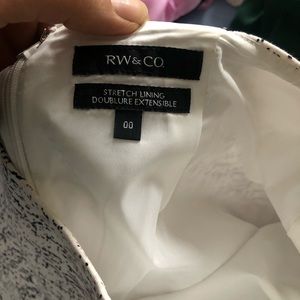 RW&CO.
STRETCH LINING
DOUBLURE EXTENSIBLE
00